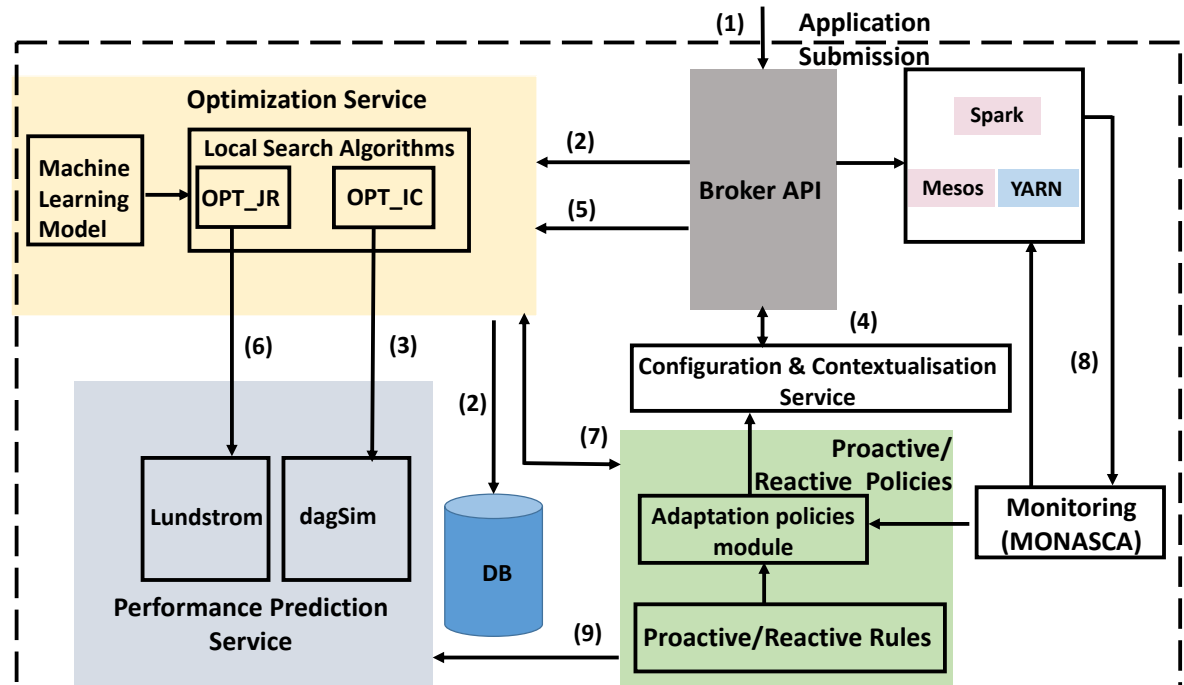 (1)
Application
Submission
Optimization Service
Local Search Algorithms
Machine
Learning
Model
OPT_JR
OPT_IC
(2)
(5)
Broker API
Spark
Mesos
YARN
(6)
(3)
(2)
(7)
(4)
(8)
Configuration & Contextualisation
Service
Proactive/
Reactive Policies
Adaptation policies
module
Proactive/Reactive Rules
Monitoring
(MONASCA)
Lundstrom
dagSim
Performance Prediction
Service
DB
(9)